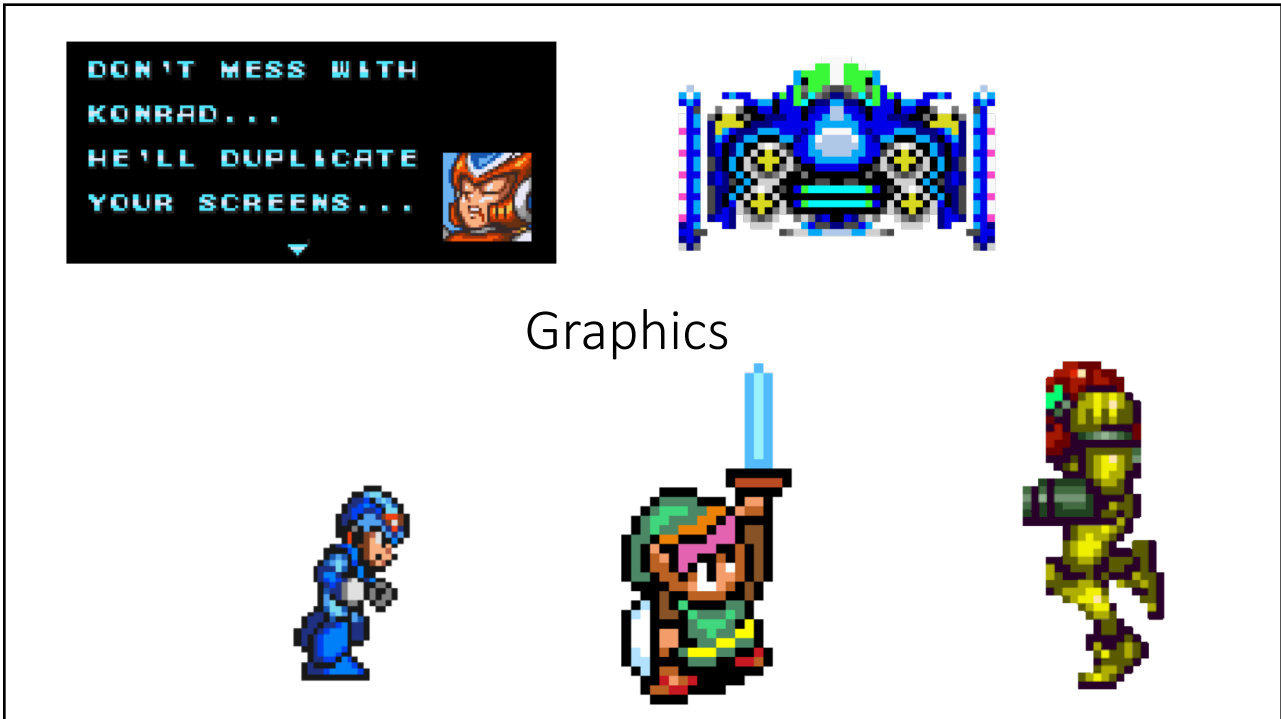 DON'T MESS WITH
KONRAD...
HE'LL DUPLICATE
YOUR SCREENS...
Graphics